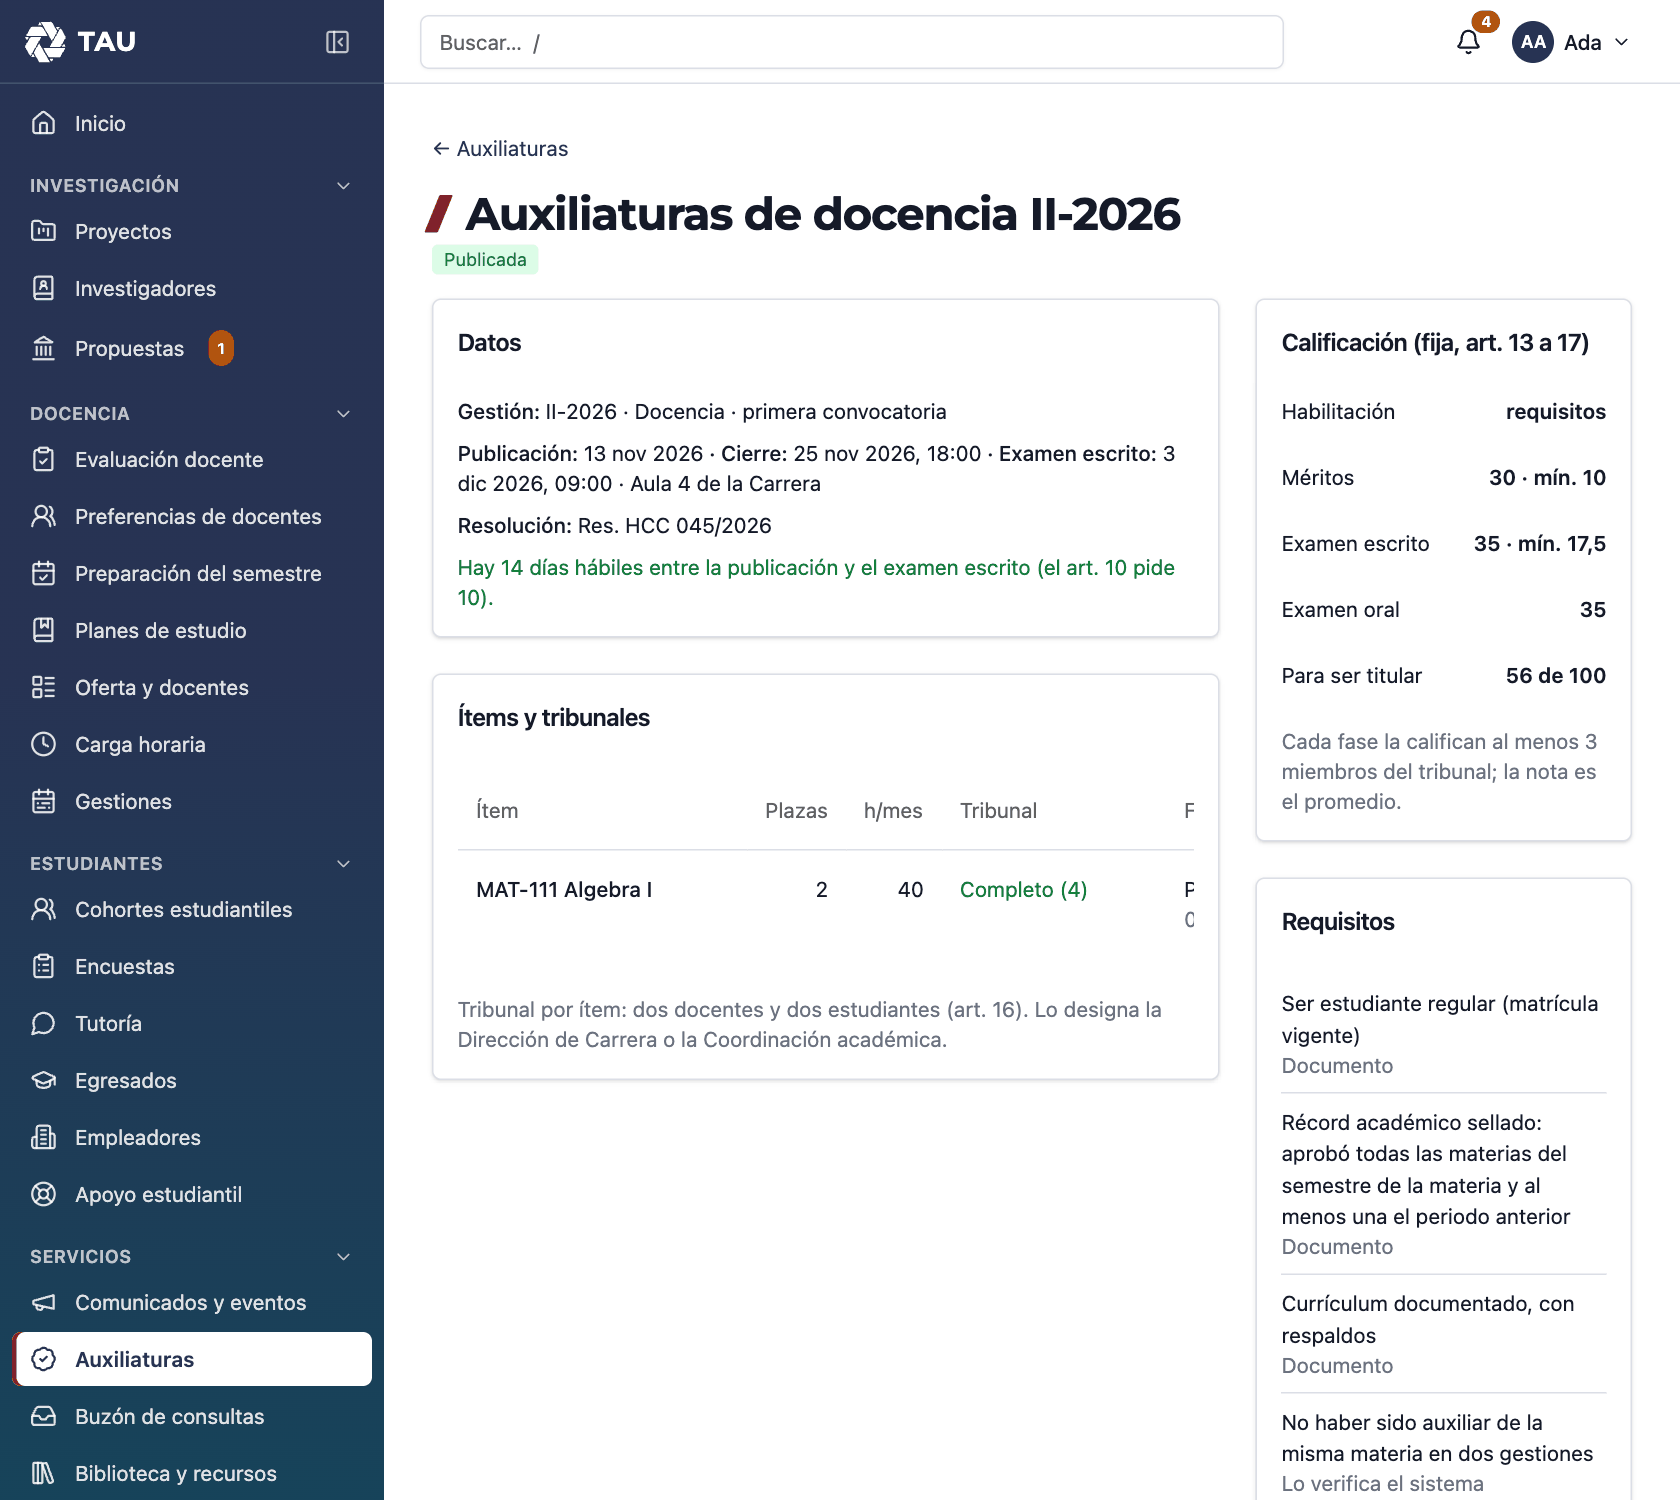 TAU
Buscar... /
4
AA
Ada
Inicio
INVESTIGACIÓN
Proyectos
Investigadores
Propuestas
1
DOCENCIA
Evaluación docente
Preferencias de docentes
Preparación del semestre
Planes de estudio
Oferta y docentes
Carga horaria
Gestiones
ESTUDIANTES
Cohortes estudiantiles
Encuestas
Tutoría
Egresados
Empleadores
Apoyo estudiantil
SERVICIOS
Comunicados y eventos
Auxiliaturas
Buzón de consultas
Biblioteca y recursos
← Auxiliaturas
Auxiliaturas de docencia II-2026
Publicada
Datos
Gestión: II-2026 · Docencia · primera convocatoria
Publicación: 13 nov 2026 · Cierre: 25 nov 2026, 18:00 · Examen escrito: 3
dic 2026, 09:00 · Aula 4 de la Carrera
Resolución: Res. HCC 045/2026
Hay 14 días hábiles entre la publicación y el examen escrito (el art. 10 pide
10).
Ítems y tribunales
Ítem Plazas h/mes Tribunal
MAT-111 Algebra I 2 40 Completo (4)
Tribunal por ítem: dos docentes y dos estudiantes (art. 16). Lo designa la
Dirección de Carrera o la Coordinación académica.
Calificación (fija, art. 13 a 17)
Habilitación requisitos
Méritos 30 · mín. 10
Examen escrito 35 · mín. 17,5
Examen oral 35
Para ser titular 56 de 100
Cada fase la califican al menos 3
miembros del tribunal; la nota es
el promedio.
Requisitos
Ser estudiante regular (matrícula
vigente)
Documento
Récord académico sellado:
aprobó todas las materias del
semestre de la materia y al
menos una el periodo anterior
Documento
Currículum documentado, con
respaldos
Documento
No haber sido auxiliar de la
misma materia en dos gestiones
Lo verifica el sistema